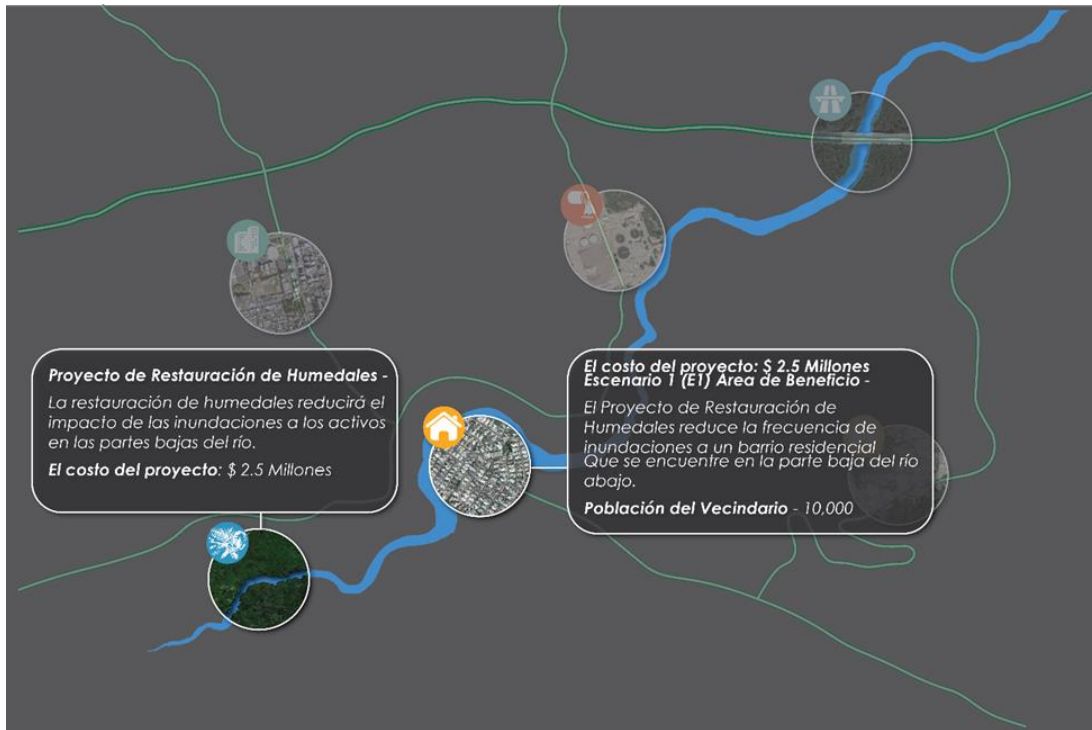 Proyecto de Restauración de Humedales -
La restauración de humedales reducirá el
impacto de las inundaciones a los activos
en las partes bajas del río.
El costo del proyecto: $ 2.5 Millones
El costo del proyecto: $ 2.5 Millones
Escenario 1 (E1) Área de Beneficio -
El Proyecto de Restauración de
Humedales reduce la frecuencia de
inundaciones a un barrio residencial
Que se encuentre en la parte baja del río
abajo.
Población del Vecindario - 10,000